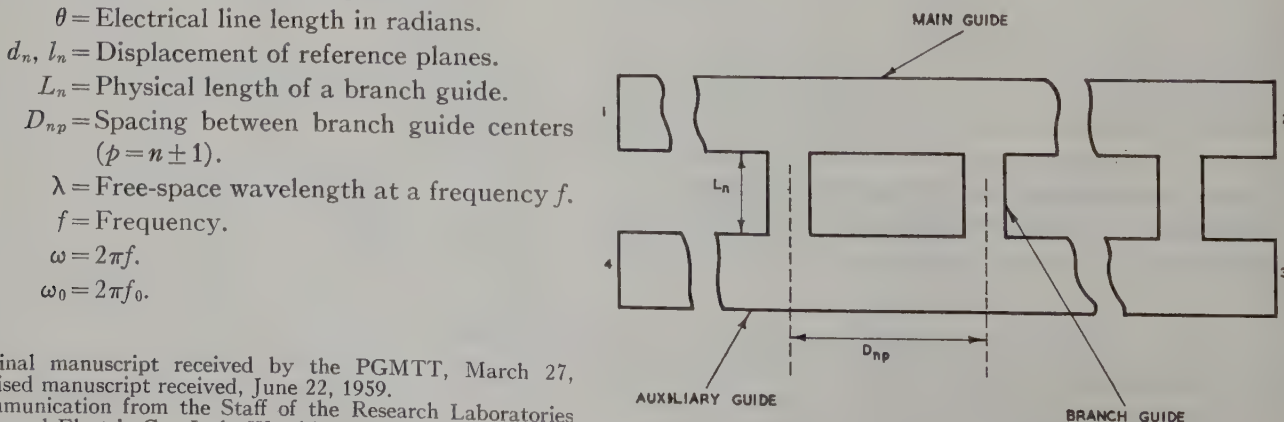 θ = Electrical line length in radians.
dn, ln = Displacement of reference planes.
Ln = Physical length of a branch guide.
Dnp = Spacing between branch guide centers
(p = n ± 1).
λ = Free-space wavelength at a frequency f.
f = Frequency.
ω = 2πf.
ω0 = 2πf0.
inal manuscript received by the PGMTT, March 27,
ised manuscript received, June 22, 1959.
mmunication from the Staff of the Research Laboratories
MAIN GUIDE
1
Ln
4
Dnp
AUXILIARY GUIDE
BRANCH GUIDE